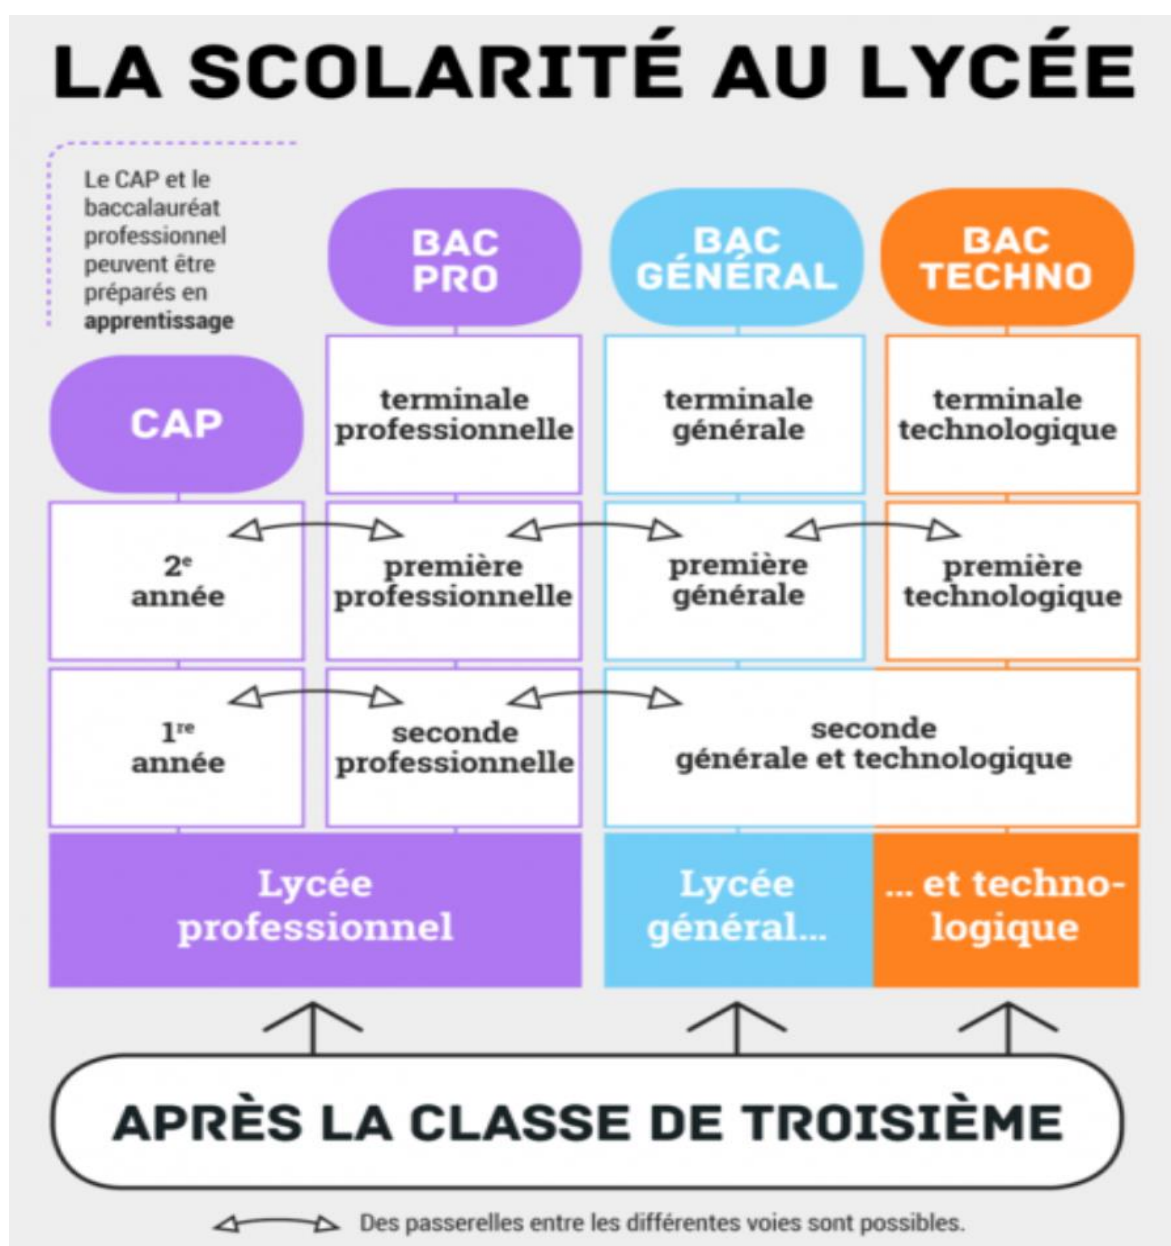 LA SCOLARITÉ AU LYCÉE
Le CAP et le
baccalauréat
professionnel
peuvent être
préparés en
apprentissage
BAC
PRO
BAC
GÉNÉRAL
BAC
TECHNO
CAP
terminale
professionnelle
terminale
générale
terminale
technologique
2e
année
première
professionnelle
première
générale
première
technologique
1re
année
seconde
professionnelle
seconde
générale et technologique
Lycée
professionnel
Lycée
général...
... et techno-
logique
APRÈS LA CLASSE DE TROISIÈME
Des passerelles entre les différentes voies sont possibles.